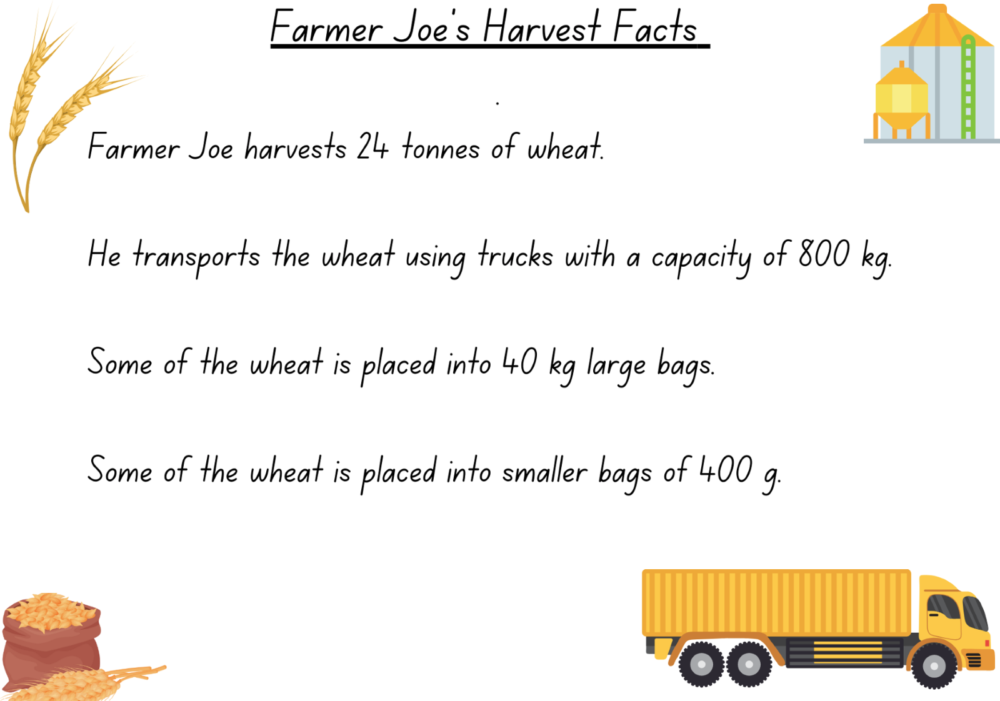 Farmer Joe's Harvest Facts
.
Farmer Joe harvests 24 tonnes of wheat.
He transports the wheat using trucks with a capacity of 800 kg.
Some of the wheat is placed into 40 kg large bags.
Some of the wheat is placed into smaller bags of 400 g.